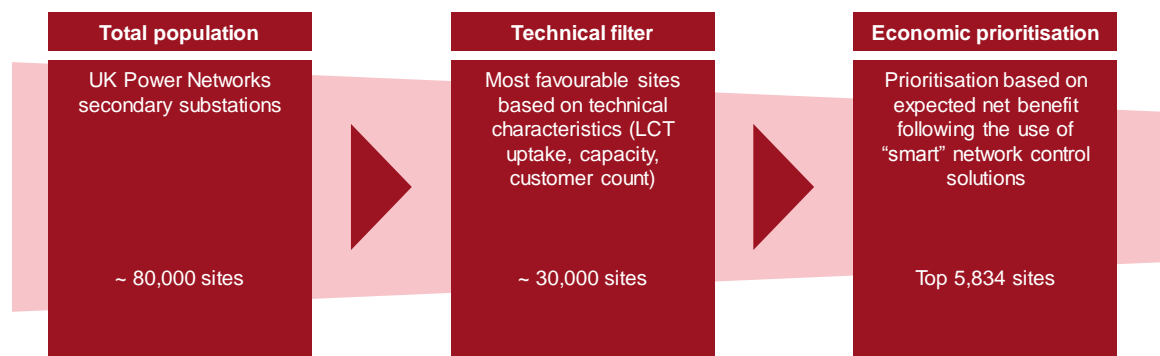 Total population
UK Power Networks
secondary substations
~ 80,000 sites
Technical filter
Most favourable sites
based on technical
characteristics (LCT
uptake, capacity,
customer count)
~ 30,000 sites
Economic prioritisation
Prioritisation based on
expected net benefit
following the use of
“smart” network control
solutions
Top 5,834 sites